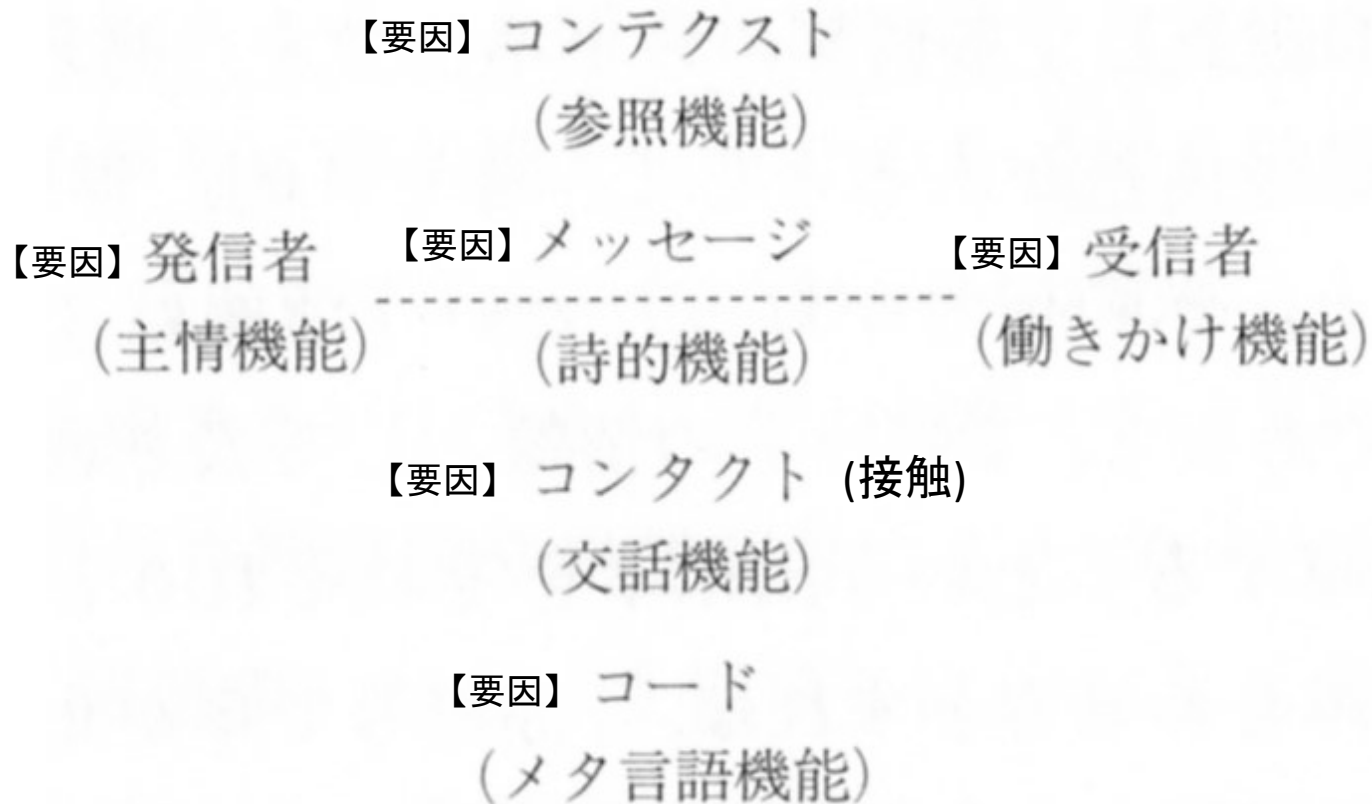 【要因】 コンテクスト
(参照機能)
【要因】 発信者 【要因】 メッセージ 【要因】 受信者
(主情機能) (詩的機能) (働きかけ機能)
【要因】 コンタクト (接触)
(交話機能)
【要因】 コード
(メタ言語機能)